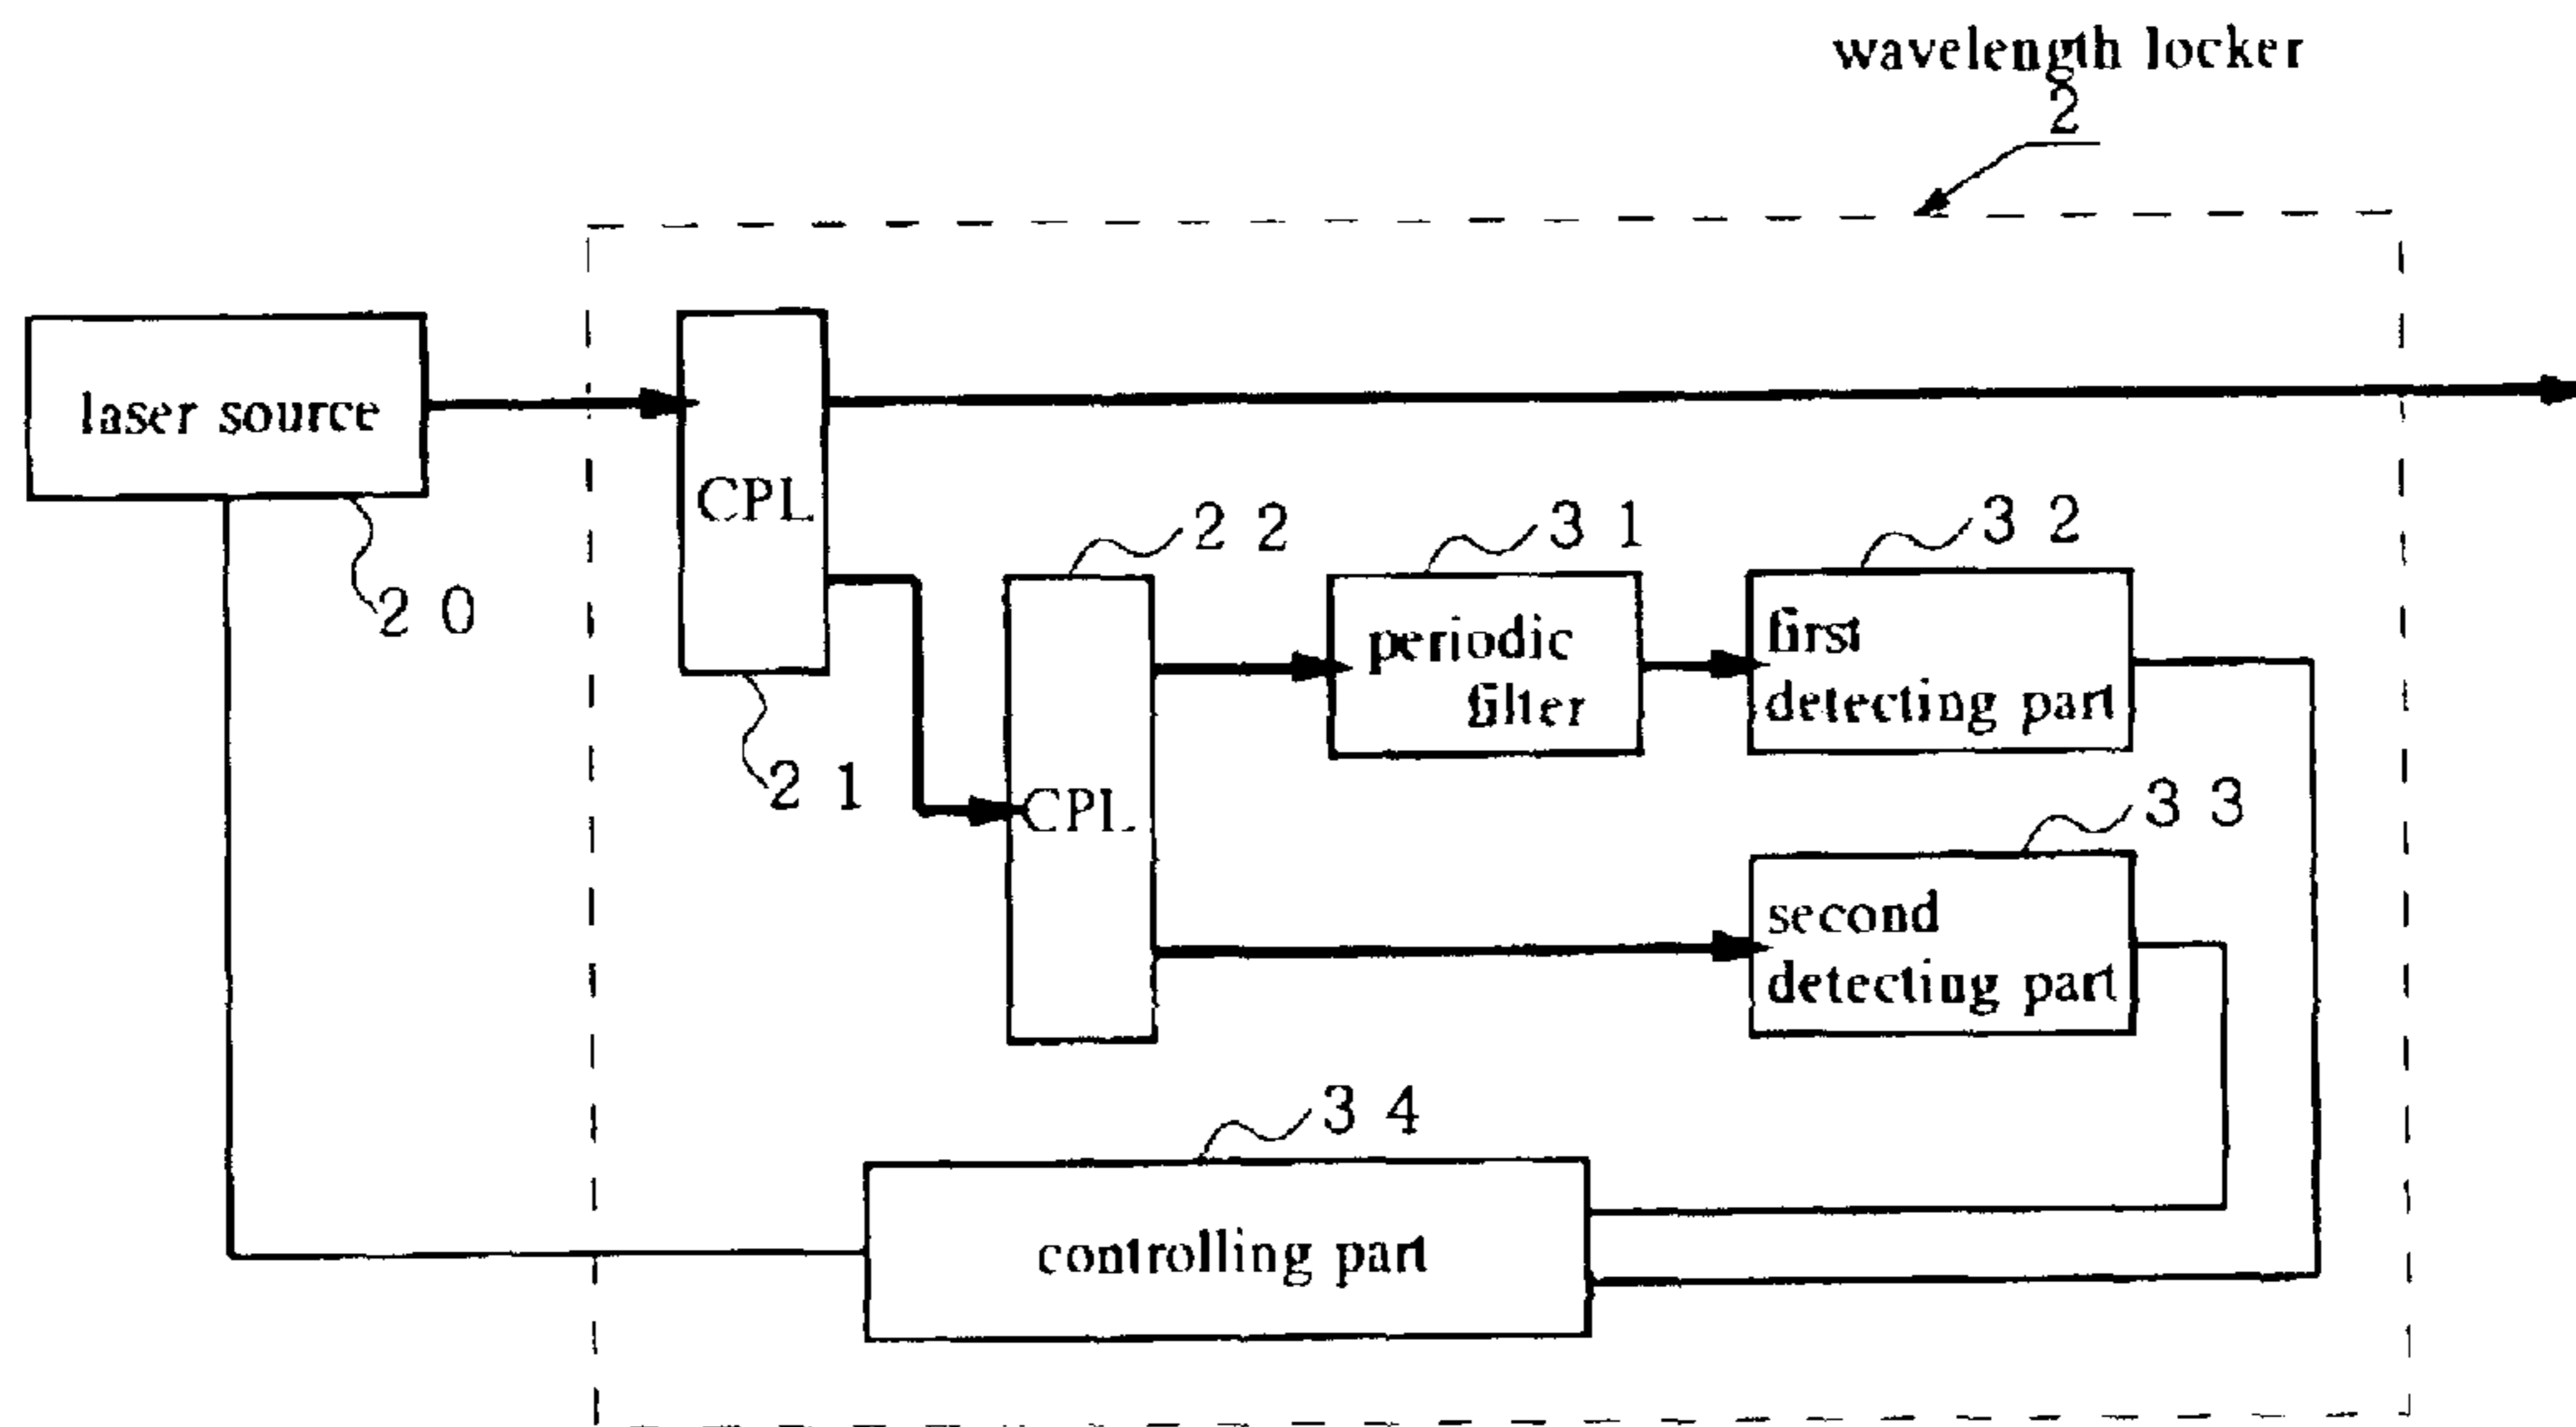 wavelength locker
2
laser source
20
CPL
21
CPL
22
periodic
filter
31
first
detecting part
32
second
detecting part
33
controlling part
34